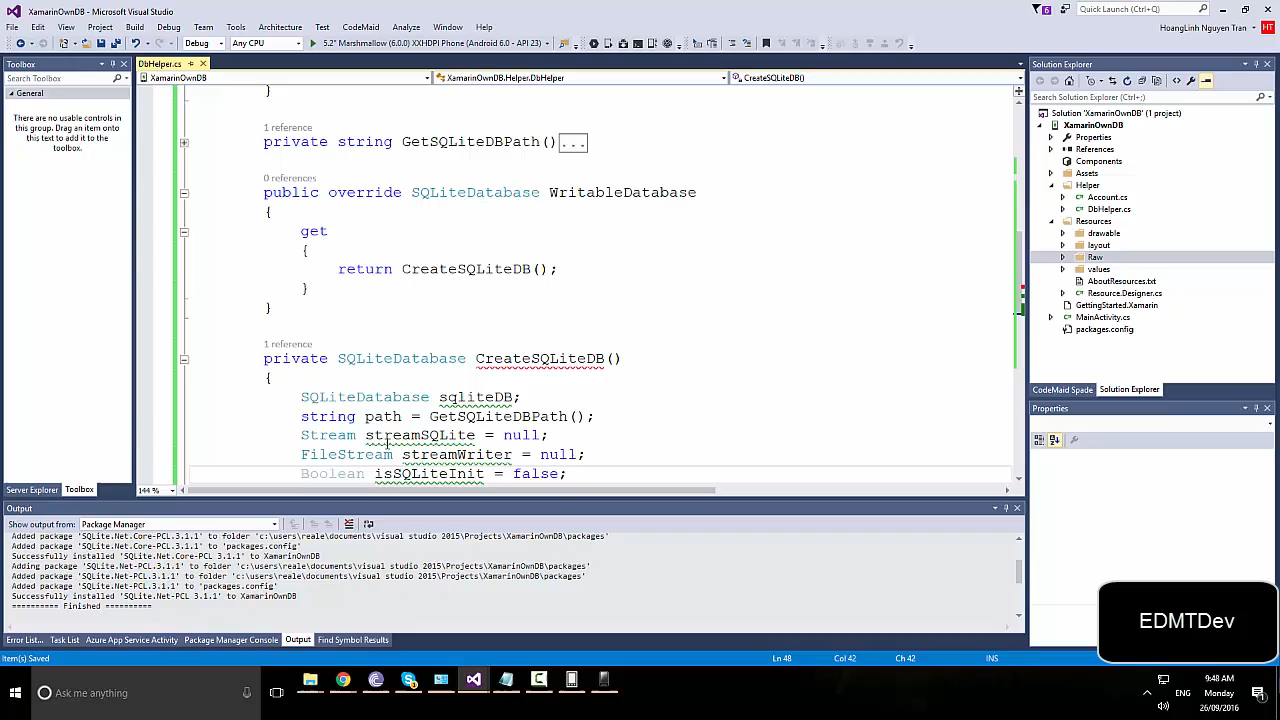 XamarinOwnDB - Microsoft Visual Studio
6
Quick Launch (Ctrl+;)
File Edit View Project Build Debug Team Tools Architecture Test CodeMaid Analyze Window Help
HoangLinh Nguyen Tran HT
Debug Any CPU 5.2" Marshmallow (6.0.0) XXHDPI Phone (Android 6.0 - API 23)
Toolbox
Search Toolbox
General
There are no usable controls in
this group. Drag an item onto
this text to add it to the
toolbox.
Server Explorer Toolbox
DbHelper.cs
XamarinOwnDB XamarinOwnDB.Helper.DbHelper CreateSQLiteDB()
}
1 reference
private string GetSQLiteDBPath()...
0 references
public override SQLiteDatabase WritableDatabase
{
get
{
return CreateSQLiteDB();
}
}
1 reference
private SQLiteDatabase CreateSQLiteDB()
{
SQLiteDatabase sqliteDB;
string path = GetSQLiteDBPath();
Stream streamSQLite = null;
FileStream streamWriter = null;
Boolean isSQLiteInit = false;
144 %
Solution Explorer
Search Solution Explorer (Ctrl+;)
Solution 'XamarinOwnDB' (1 project)
XamarinOwnDB
Properties
References
Components
Assets
Helper
Account.cs
DbHelper.cs
Resources
drawable
layout
Raw
values
AboutResources.txt
Resource.Designer.cs
GettingStarted.Xamarin
MainActivity.cs
packages.config
CodeMaid Spade Solution Explorer
Properties
Output
Show output from: Package Manager
Added package 'SQLite.Net.Core-PCL.3.1.1' to folder 'c:\users\reale\documents\visual studio 2015\Projects\XamarinOwnDB\packages'
Added package 'SQLite.Net.Core-PCL.3.1.1' to 'packages.config'
Successfully installed 'SQLite.Net.Core-PCL 3.1.1' to XamarinOwnDB
Adding package 'SQLite.Net-PCL.3.1.1' to folder 'c:\users\reale\documents\visual studio 2015\Projects\XamarinOwnDB\packages'
Added package 'SQLite.Net-PCL.3.1.1' to folder 'c:\users\reale\documents\visual studio 2015\Projects\XamarinOwnDB\packages'
Added package 'SQLite.Net-PCL.3.1.1' to 'packages.config'
Successfully installed 'SQLite.Net-PCL 3.1.1' to XamarinOwnDB
========== Finished ==========
Error List... Task List Azure App Service Activity Package Manager Console Output Find Symbol Results
EDMTDev
Item(s) Saved Ln 48 Col 42 Ch 42 INS
Ask me anything
ENG
9:48 AM
Monday
26/09/2016
1